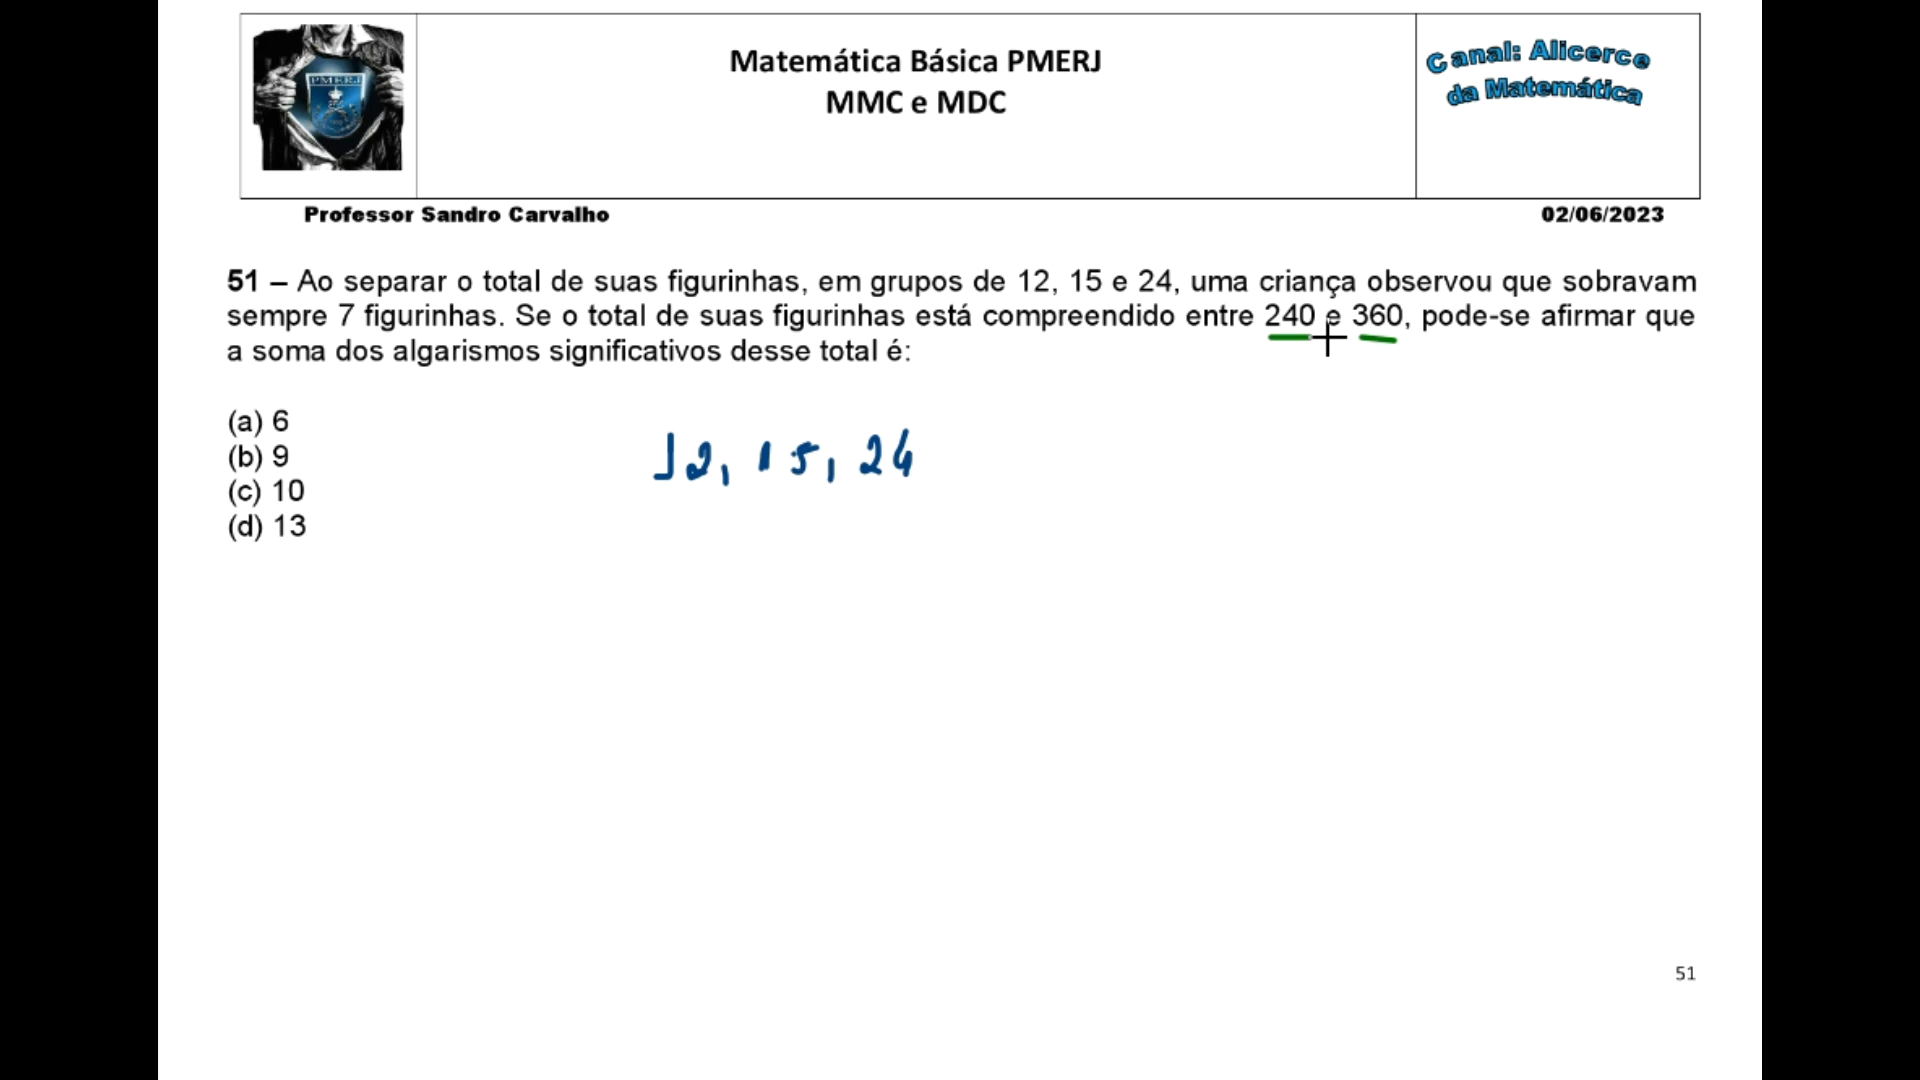 PMERJ
Matemática Básica PMERJ
MMC e MDC
Canal: Alicerce
da Matemática
Professor Sandro Carvalho
02/06/2023
51 – Ao separar o total de suas figurinhas, em grupos de 12, 15 e 24, uma criança observou que sobravam
sempre 7 figurinhas. Se o total de suas figurinhas está compreendido entre 240 e 360, pode-se afirmar que
a soma dos algarismos significativos desse total é:
(a) 6
(b) 9
(c) 10
(d) 13
12, 15, 24
51